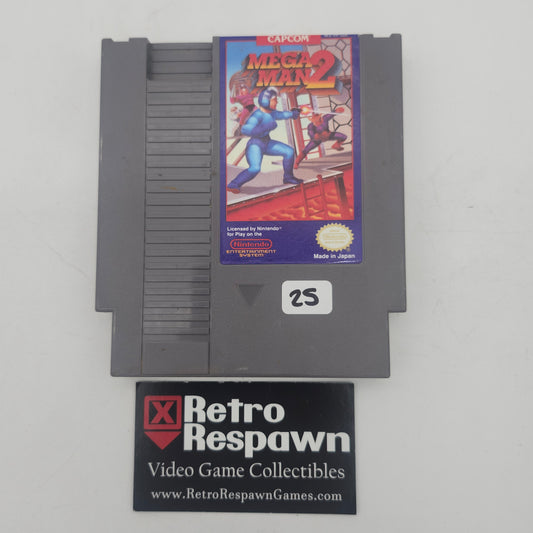 CAPCOM
MEGA
MAN 2
Licensed by Nintendo™
for Play on the
Nintendo
ENTERTAINMENT
SYSTEM
Made in Japan
25
Retro
Respawn
Video Game Collectibles
www.RetroRespawnGames.com